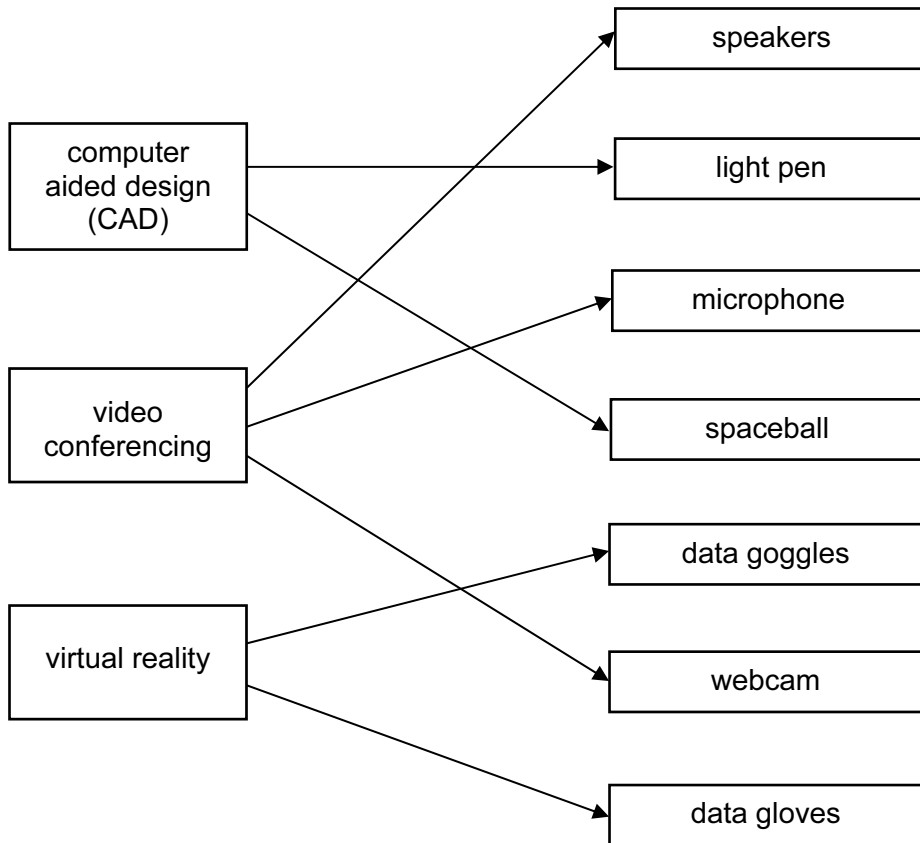 computer
aided design
(CAD)
video
conferencing
virtual reality
speakers
light pen
microphone
spaceball
data goggles
webcam
data gloves